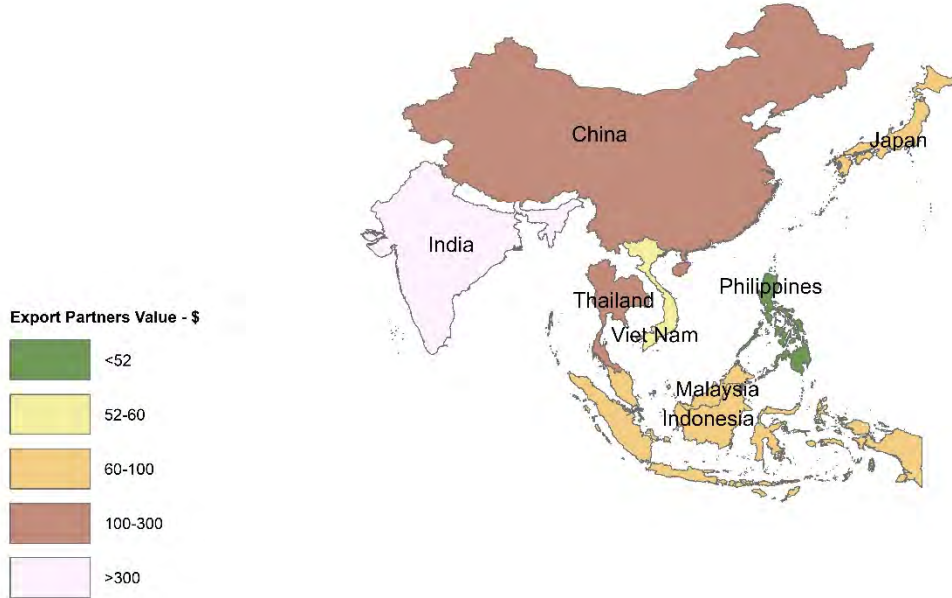 China
Japan
India
Thailand
Philippines
Viet Nam
Malaysia
Indonesia
Export Partners Value - $
<52
52-60
60-100
100-300
>300